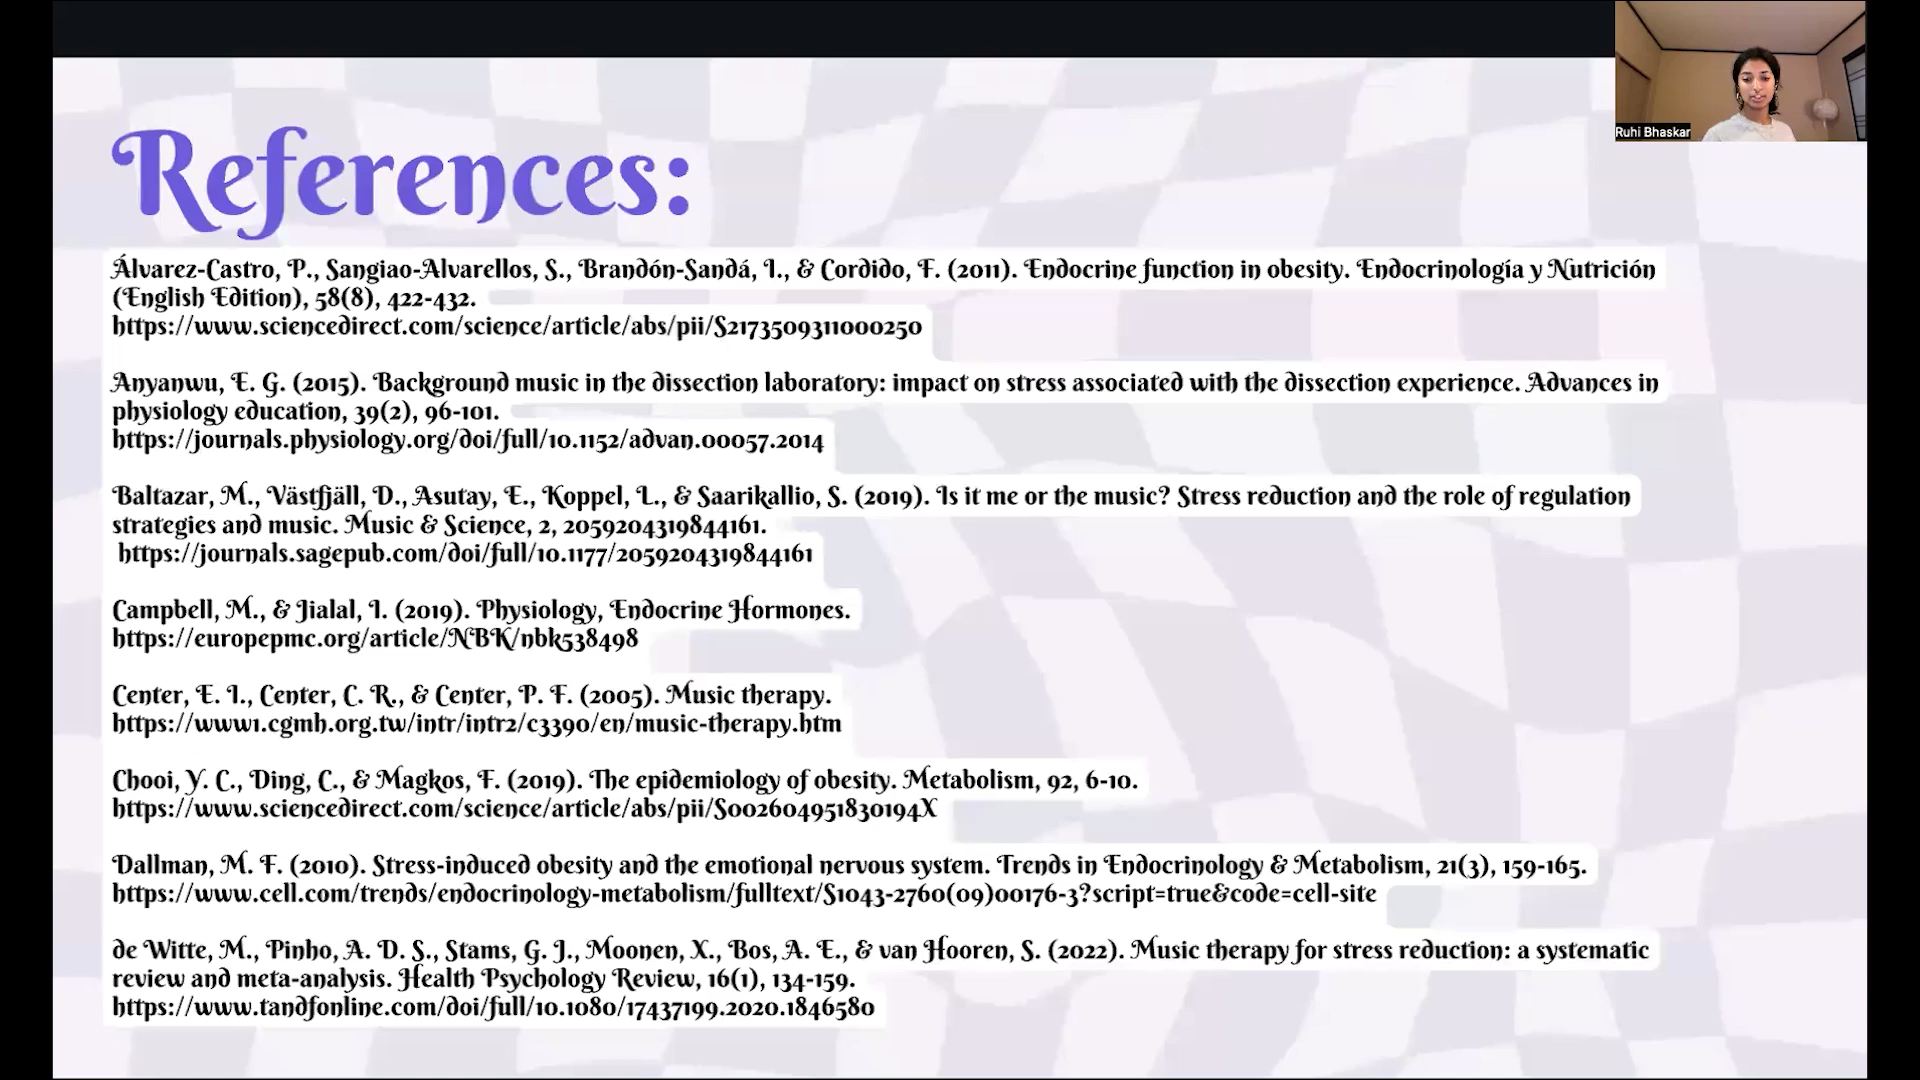 Ruhi Bhaskar
References:
Álvarez-Castro, P., Sangiao-Alvarellos, S., Brandón-Sandá, I., & Cordido, F. (2011). Endocrine function in obesity. Endocrinología y Nutrición
(English Edition), 58(8), 422-432.
https://www.sciencedirect.com/science/article/abs/pii/S2173509311000250
Anyanwu, E. G. (2015). Background music in the dissection laboratory: impact on stress associated with the dissection experience. Advances in
physiology education, 39(2), 96-101.
https://journals.physiology.org/doi/full/10.1152/advan.00057.2014
Baltazar, M., Västfjäll, D., Asutay, E., Koppel, L., & Saarikallio, S. (2019). Is it me or the music? Stress reduction and the role of regulation
strategies and music. Music & Science, 2, 2059204319844161.
https://journals.sagepub.com/doi/full/10.1177/2059204319844161
Campbell, M., & Jialal, I. (2019). Physiology, Endocrine Hormones.
https://europepmc.org/article/NBK/nbk538498
Center, E. I., Center, C. R., & Center, P. F. (2005). Music therapy.
https://www1.cgmh.org.tw/intr/intr2/c3390/en/music-therapy.htm
Chooi, Y. C., Ding, C., & Magkos, F. (2019). The epidemiology of obesity. Metabolism, 92, 6-10.
https://www.sciencedirect.com/science/article/abs/pii/S002604951830194X
Dallman, M. F. (2010). Stress-induced obesity and the emotional nervous system. Trends in Endocrinology & Metabolism, 21(3), 159-165.
https://www.cell.com/trends/endocrinology-metabolism/fulltext/S1043-2760(09)00176-3?script=true&code=cell-site
de Witte, M., Pinho, A. D. S., Stams, G. J., Moonen, X., Bos, A. E., & van Hooren, S. (2022). Music therapy for stress reduction: a systematic
review and meta-analysis. Health Psychology Review, 16(1), 134-159.
https://www.tandfonline.com/doi/full/10.1080/17437199.2020.1846580